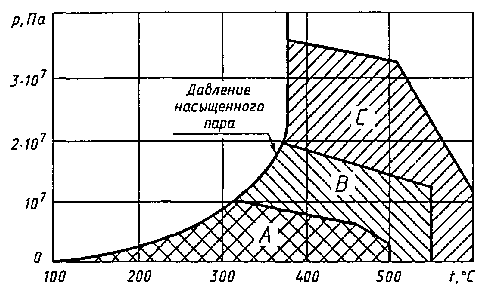 р, Па
3·10⁷
Давление
насыщенного
пара
C
2·10⁷
B
10⁷
A
0
100 200 300 400 500 t,°C